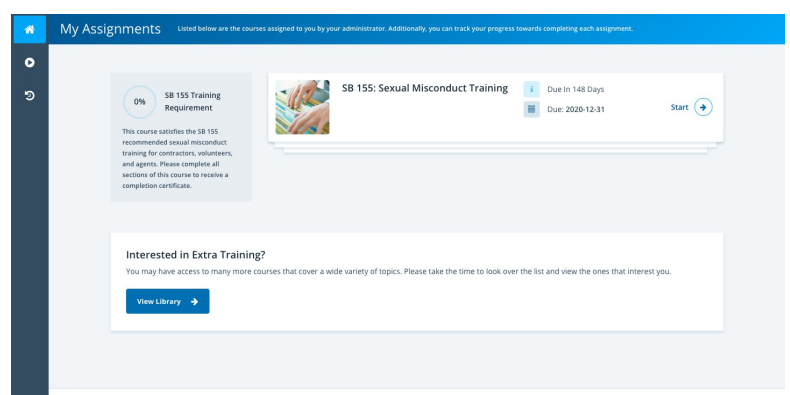 My Assignments
Listed below are the courses assigned to you by your administrator. Additionally, you can track your progress towards completing each assignment.
0%
SB 155 Training
Requirement
This course satisfies the SB 155
recommended sexual misconduct
training for contractors, volunteers,
and agents. Please complete all
sections of this course to receive a
completion certificate.
SB 155: Sexual Misconduct Training
i Due In 148 Days
Due: 2020-12-31
Start
Interested in Extra Training?
You may have access to many more courses that cover a wide variety of topics. Please take the time to look over the list and view the ones that interest you.
View Library